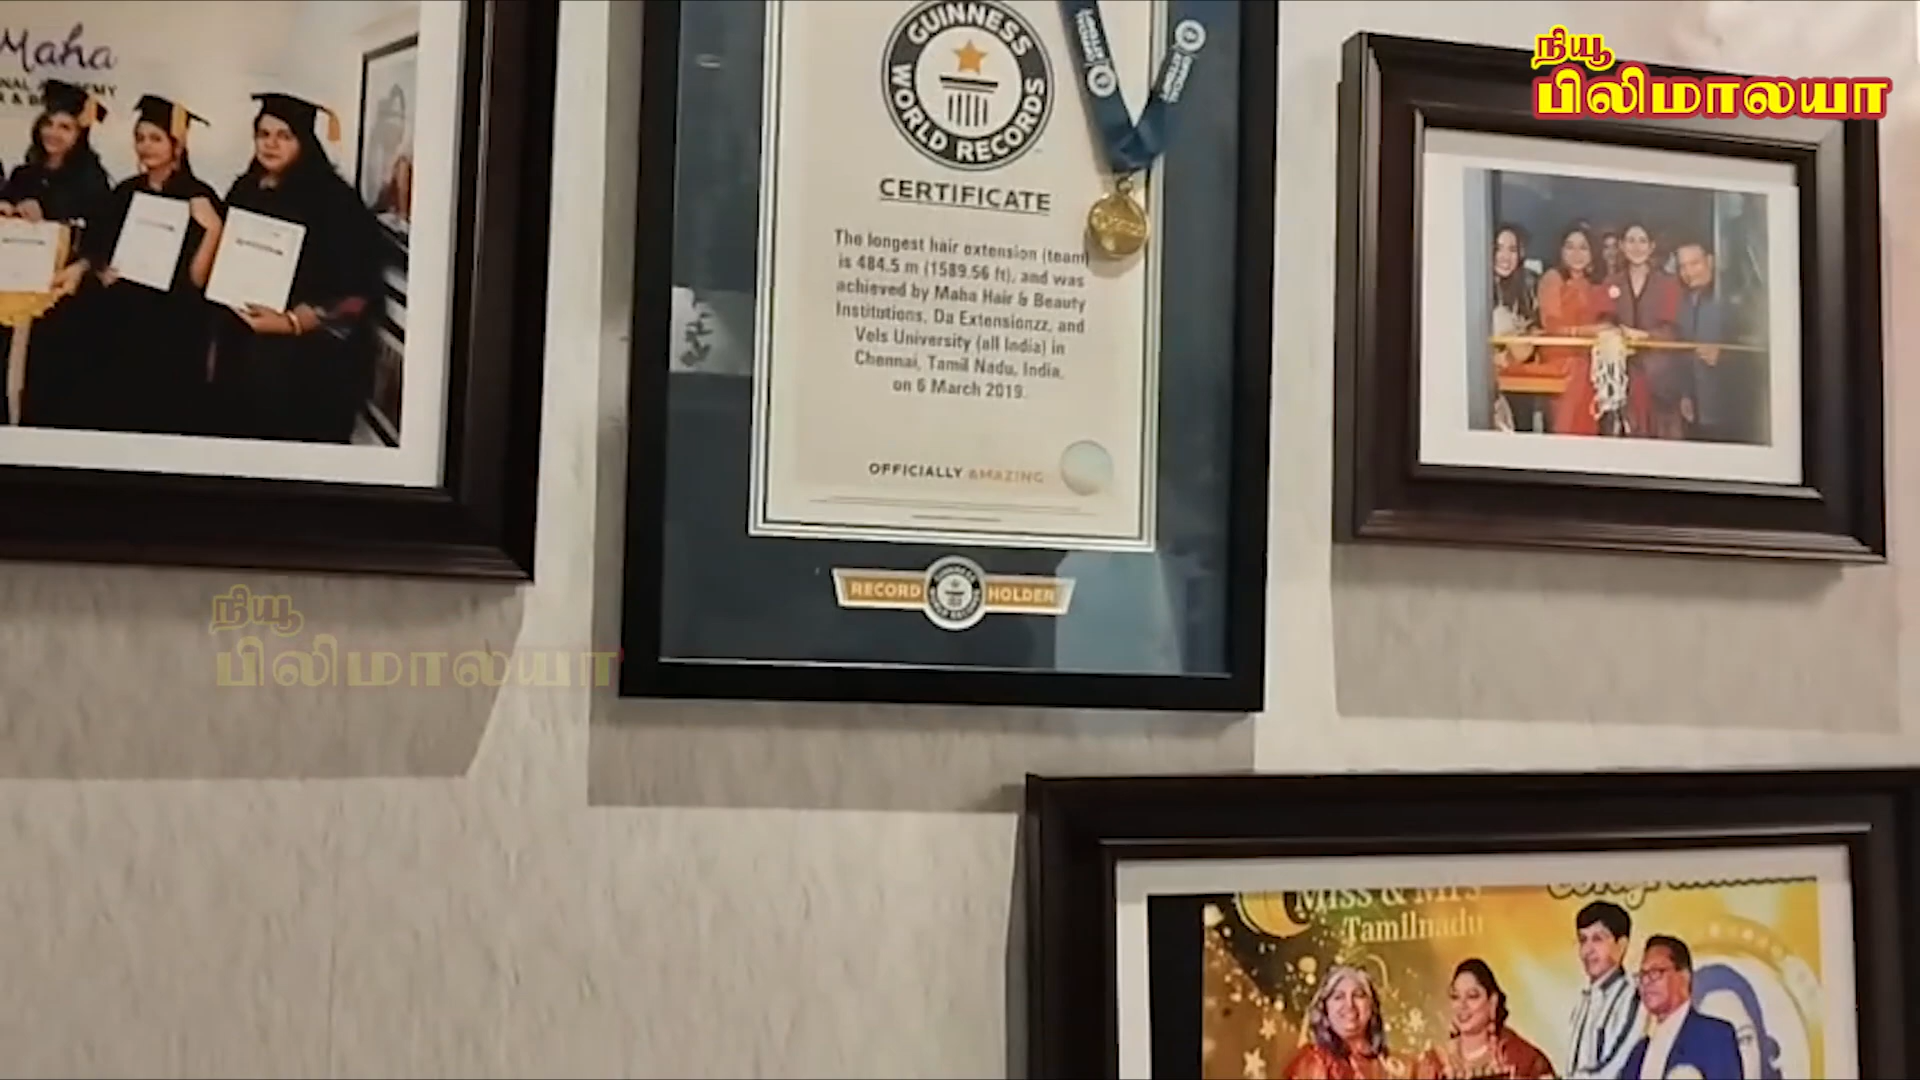 Maha
நியூ
பிலிமாலயா
GUINNESS
WORLD RECORDS
CERTIFICATE
The longest hair extension (team)
is 484.5 m (1589.56 ft), and was
achieved by Maha Hair & Beauty
Institutions, Da Extensionzz, and
Vels University (all India) in
Chennai, Tamil Nadu, India,
on 6 March 2019.
OFFICIALLY AMAZING
RECORD HOLDER
நியூ
பிலிமாலயா
Miss & Mrs
Tamilnadu